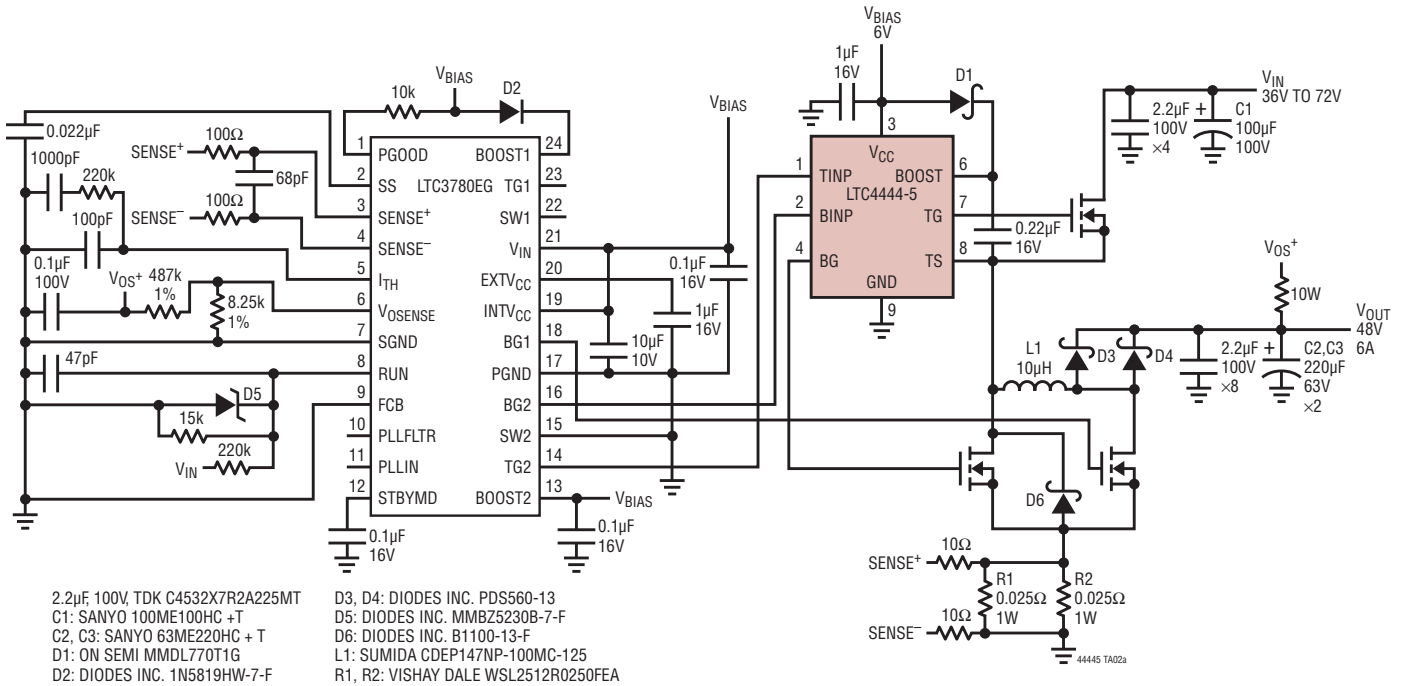 VBIAS
6V
1µF
16V
D1
VIN
36V TO 72V
2.2µF
100V
×4
+
C1
100µF
100V
VBIAS
10k
D2
VBIAS
0.022µF
1000pF
220k
100pF
0.1µF
100V
VOS+
487k
1%
8.25k
1%
47pF
D5
15k
220k
VIN
SENSE+
100Ω
68pF
SENSE–
100Ω
LTC3780EG
1 PGOOD
2 SS
3 SENSE+
4 SENSE–
5 ITH
6 VOSENSE
7 SGND
8 RUN
9 FCB
10 PLLFLTR
11 PLLIN
12 STBYMD
BOOST1 24
TG1 23
SW1 22
VIN 21
EXTVCC 20
INTVCC 19
BG1 18
PGND 17
BG2 16
SW2 15
TG2 14
BOOST2 13
0.1µF
16V
VBIAS
0.1µF
16V
0.1µF
16V
1µF
16V
10µF
10V
3
VCC
LTC4444-5
1 TINP
2 BINP
4 BG
BOOST 6
TG 7
TS 8
GND
9
0.22µF
16V
VOS+
10W
VOUT
48V
6A
L1
10µH
D3
D4
2.2µF
100V
×8
+
C2,C3
220µF
63V
×2
D6
SENSE+
10Ω
SENSE–
10Ω
R1
0.025Ω
1W
R2
0.025Ω
1W
44445 TA02a
2.2µF, 100V, TDK C4532X7R2A225MT
C1: SANYO 100ME100HC +T
C2, C3: SANYO 63ME220HC + T
D1: ON SEMI MMDL770T1G
D2: DIODES INC. 1N5819HW-7-F
D3, D4: DIODES INC. PDS560-13
D5: DIODES INC. MMBZ5230B-7-F
D6: DIODES INC. B1100-13-F
L1: SUMIDA CDEP147NP-100MC-125
R1, R2: VISHAY DALE WSL2512R0250FEA